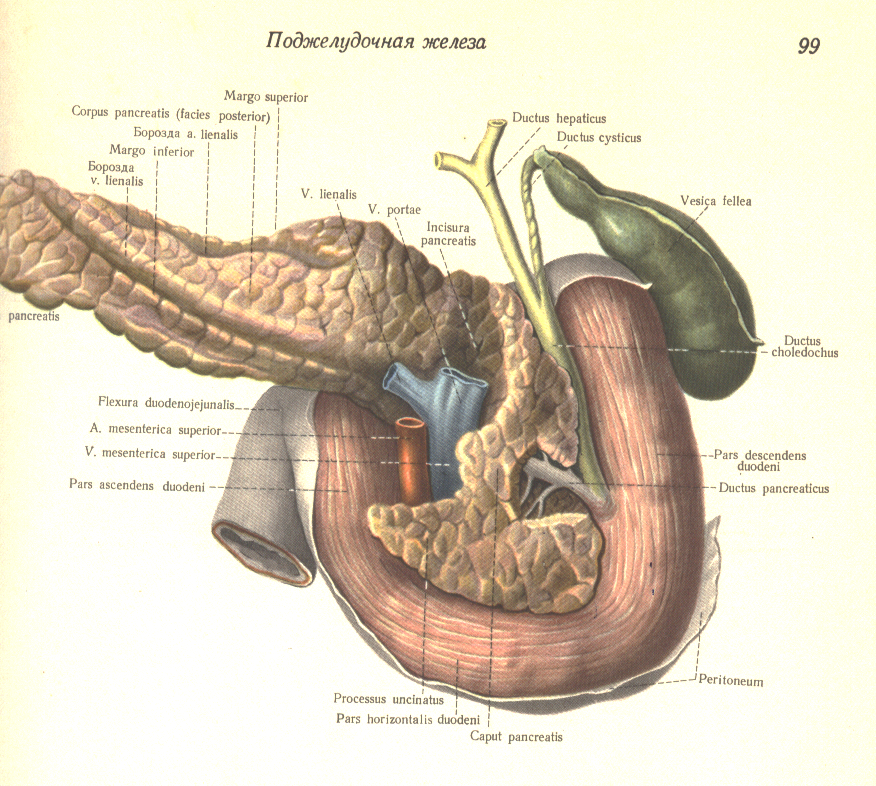 Поджелудочная железа
99
Margo superior
Corpus pancreatis (facies posterior)
Борозда a. lienalis
Margo inferior
Борозда
v. lienalis
Ductus hepaticus
Ductus cysticus
V. lienalis
V. portae
Incisura
pancreatis
Vesica fellea
pancreatis
Ductus
choledochus
Flexura duodenojejunalis
A. mesenterica superior
V. mesenterica superior
Pars ascendens duodeni
Pars descendens
duodeni
Ductus pancreaticus
Peritoneum
Processus uncinatus
Pars horizontalis duodeni
Caput pancreatis